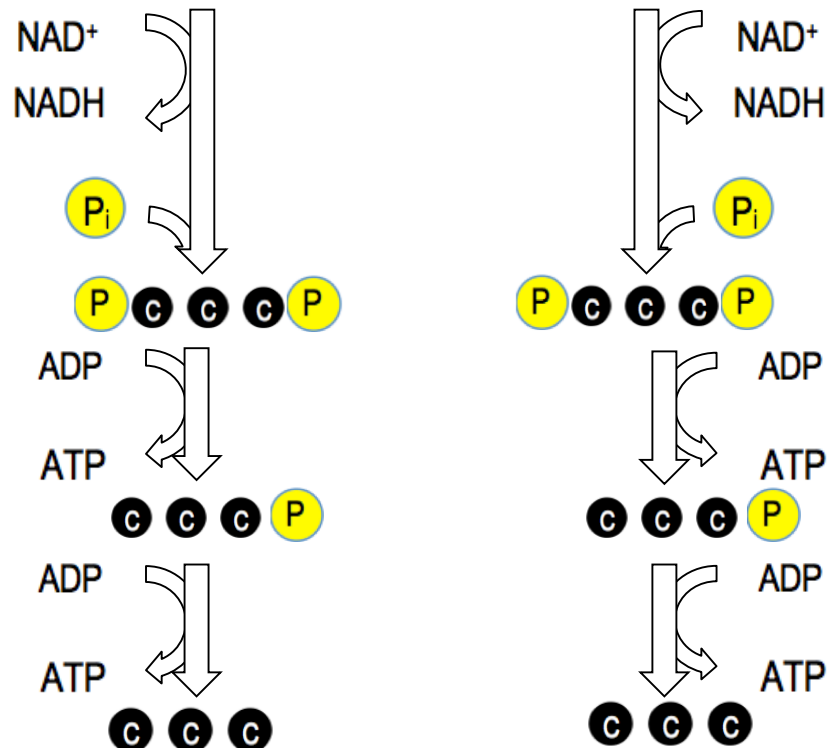 NAD⁺ NAD⁺
NADH NADH
Pᵢ Pᵢ
P c c c P P c c c P
ADP ADP
ATP ATP
c c c P c c c P
ADP ADP
ATP ATP
c c c c c c